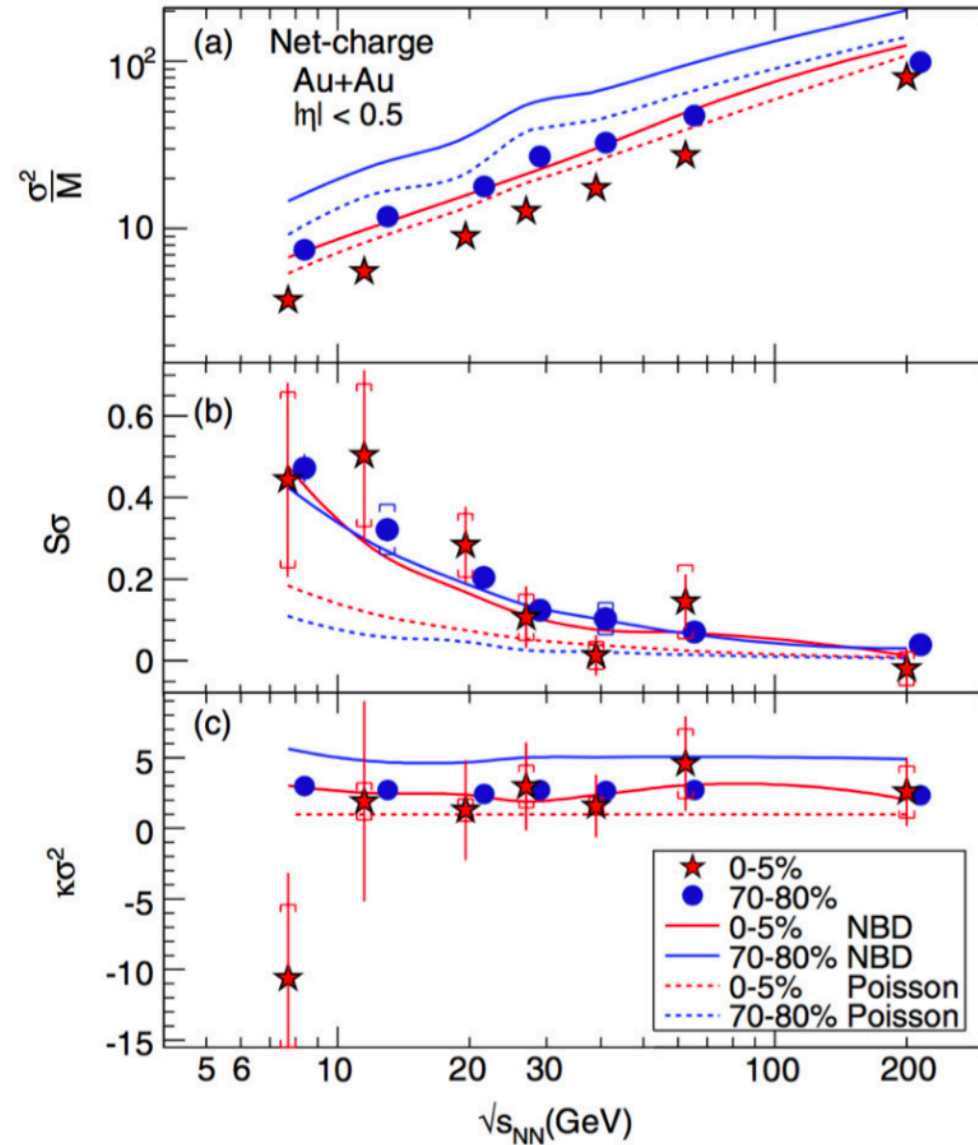 (a) Net-charge
Au+Au
|η| < 0.5
10²
10
σ²/M
(b)
0.6
0.4
0.2
0
Sσ
(c)
5
0
-5
-10
-15
κσ²
0-5%
70-80%
0-5% NBD
70-80% NBD
0-5% Poisson
70-80% Poisson
5 6 10 20 30 100 200
√sNN(GeV)